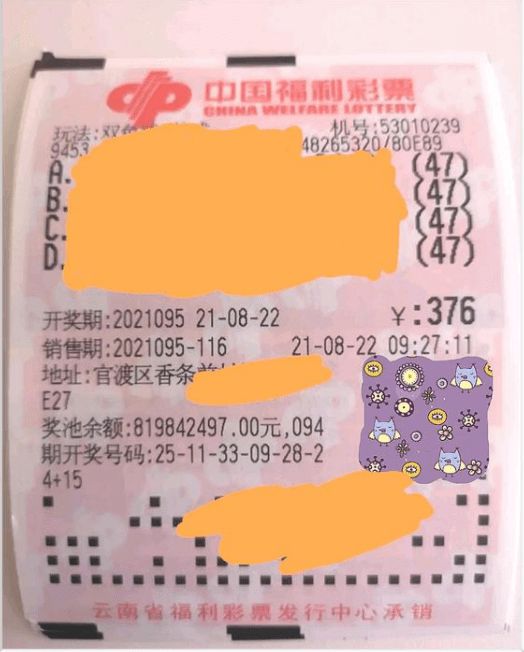 中国福利彩票
CHINA WELFARE LOTTERY
玩法:双 机号:53010239
9453 48265320/80E89
A. (47)
B. (47)
C. (47)
D. (47)
开奖期:2021095 21-08-22 ¥:376
销售期:2021095-116 21-08-22 09:27:11
地址:官渡区香条
E27
奖池余额:819842497.00元,094
期开奖号码:25-11-33-09-28-2
4+15
云南省福利彩票发行中心承销